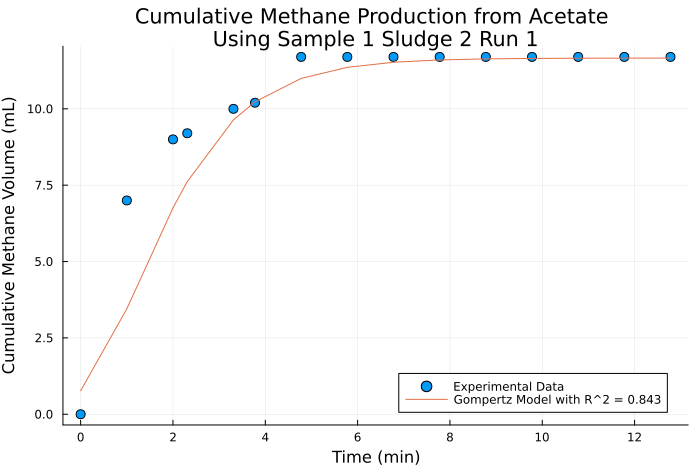 Cumulative Methane Production from Acetate
Using Sample 1 Sludge 2 Run 1
Cumulative Methane Volume (mL)
10.0
7.5
5.0
2.5
0.0
0 2 4 6 8 10 12
Time (min)
Experimental Data
Gompertz Model with R^2 = 0.843